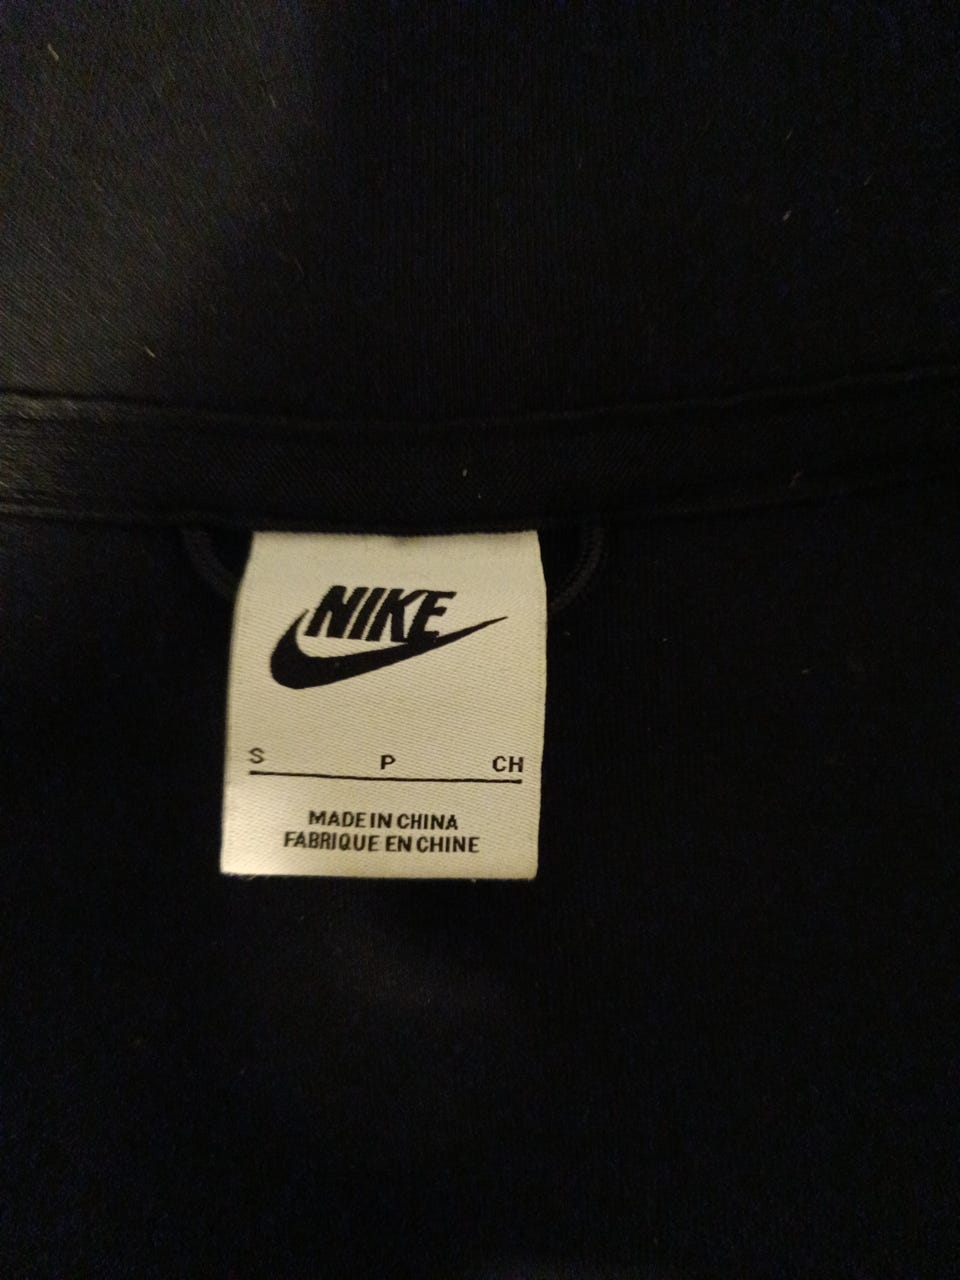 NIKE
S P CH
MADE IN CHINA
FABRIQUE EN CHINE